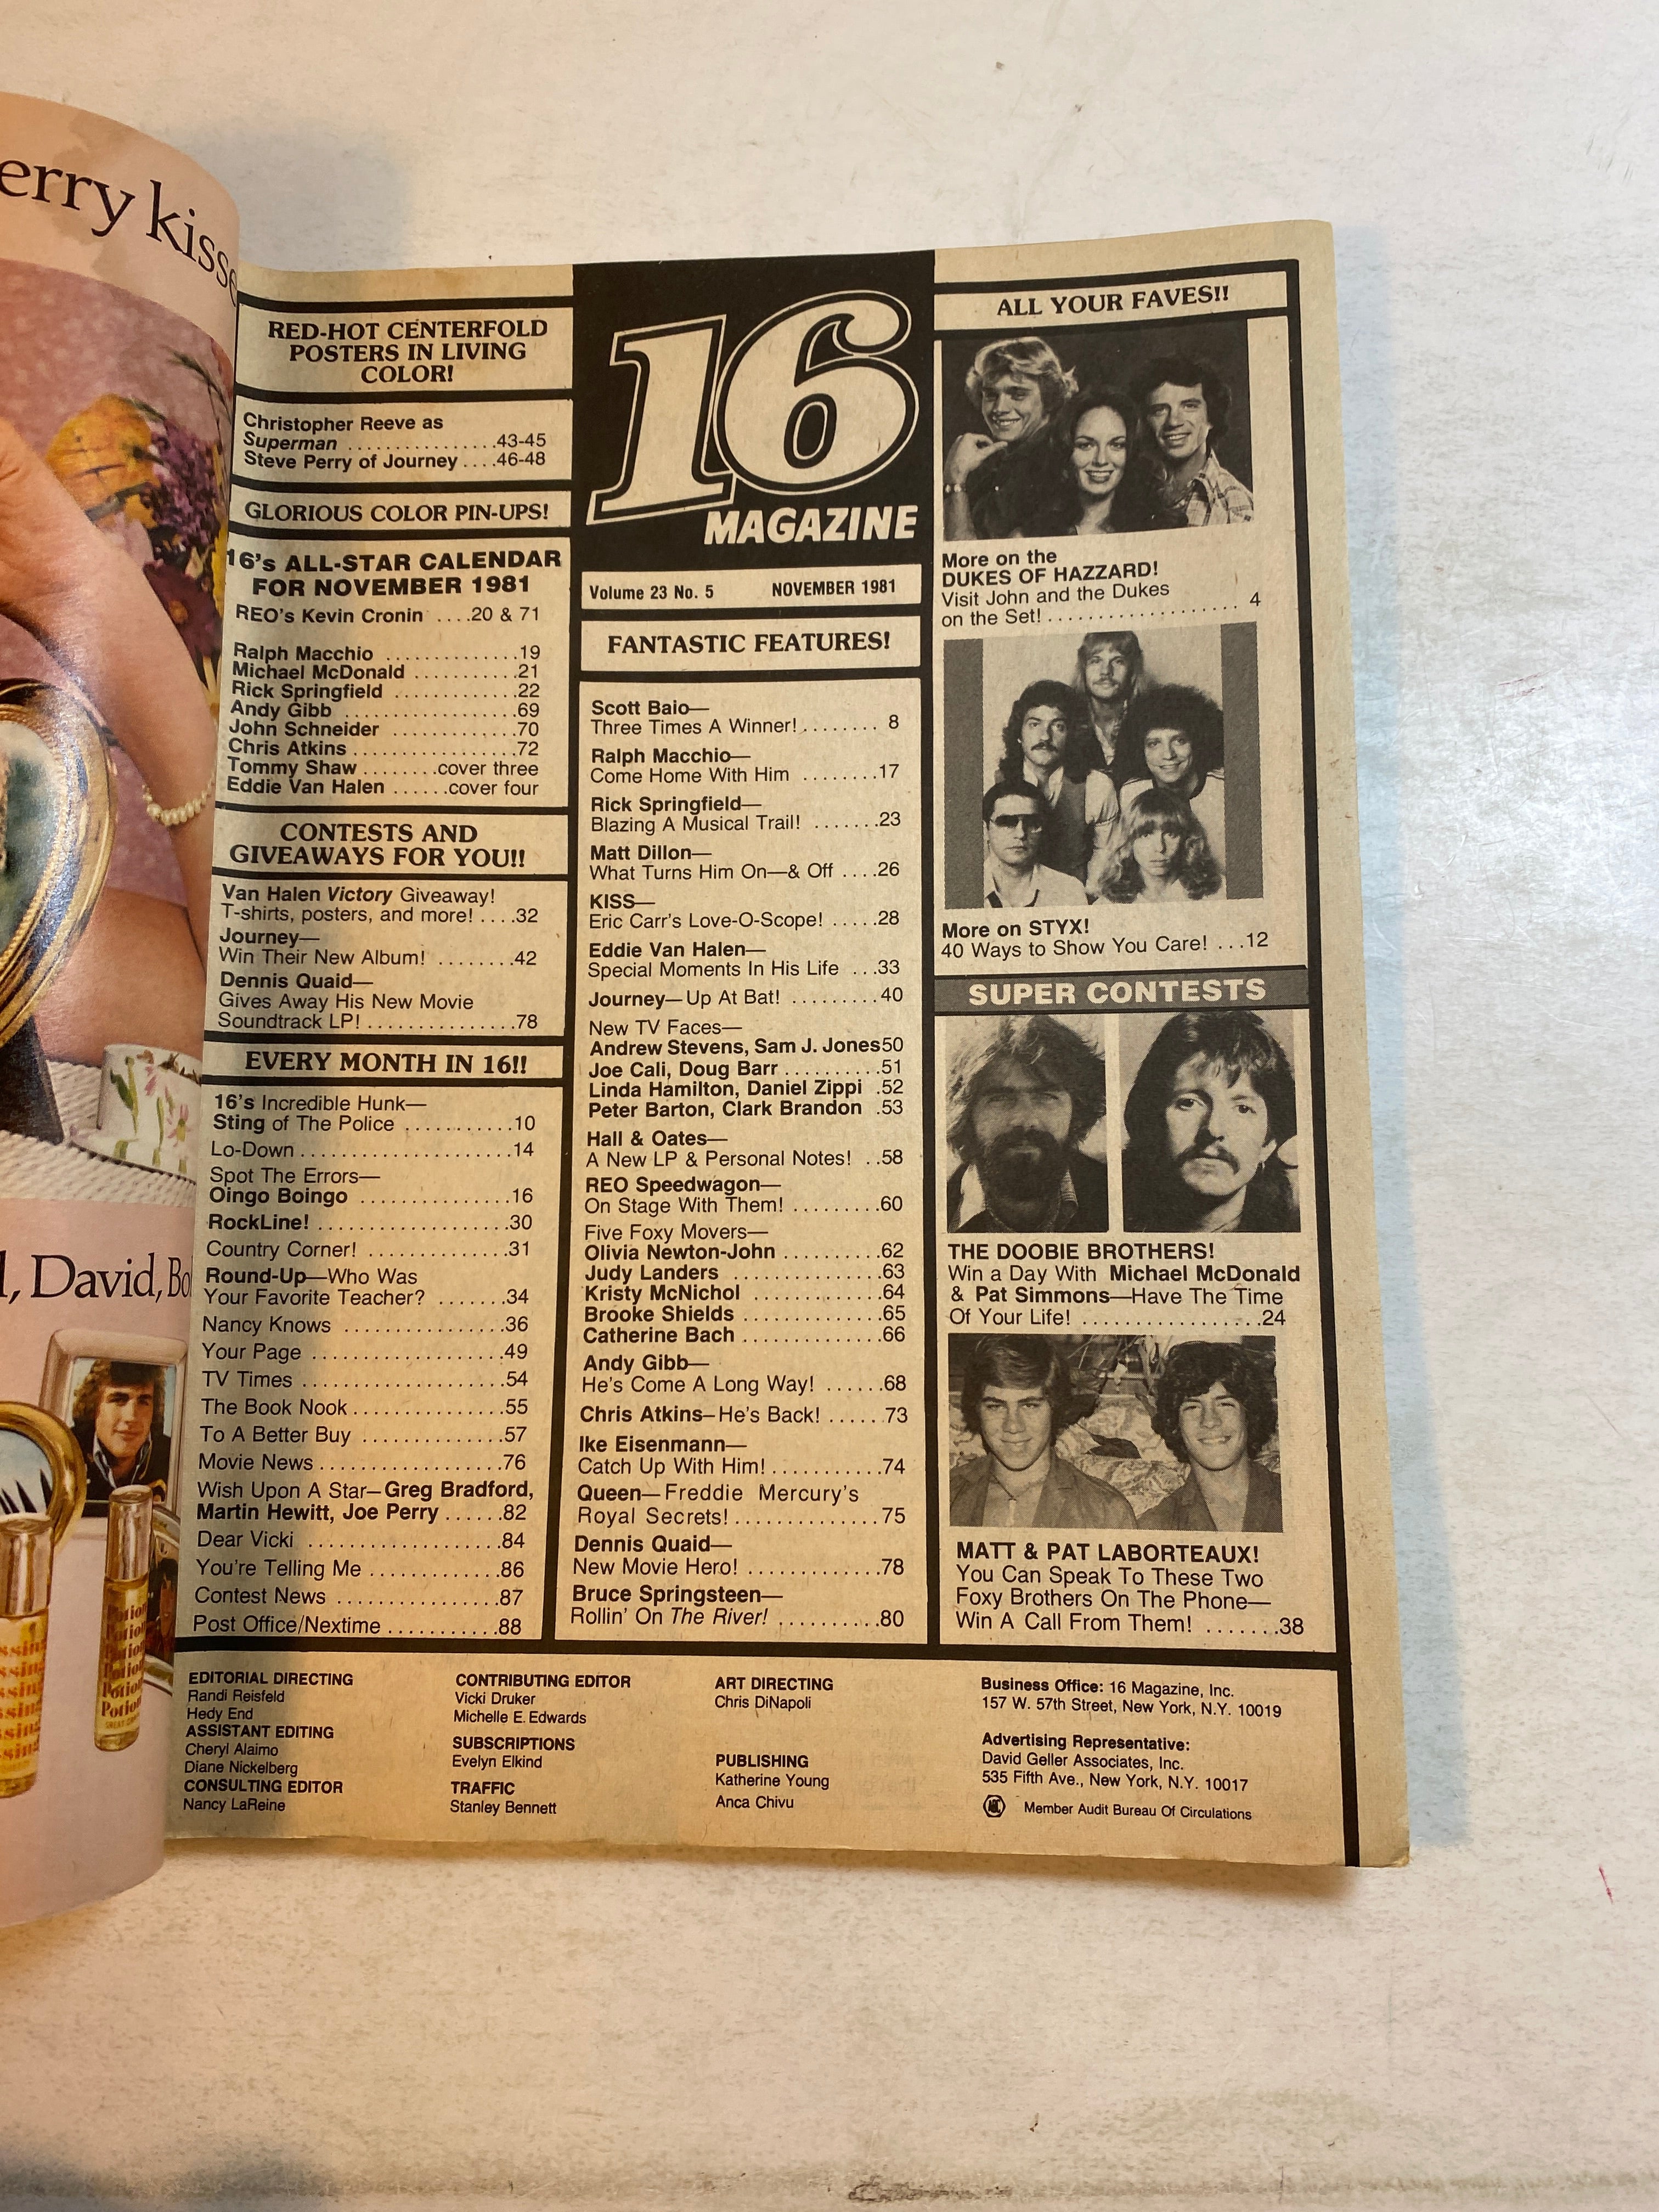 erry kisse
l, David, Bo
Potion
Potion
Potion
Potion
Potion
RED-HOT CENTERFOLD
POSTERS IN LIVING
COLOR!
Christopher Reeve as
Superman ................43-45
Steve Perry of Journey ....46-48
GLORIOUS COLOR PIN-UPS!
16's ALL-STAR CALENDAR
FOR NOVEMBER 1981
REO's Kevin Cronin ....20 & 71
Ralph Macchio ..............19
Michael McDonald ...........21
Rick Springfield .............22
Andy Gibb ..................69
John Schneider .............70
Chris Atkins .................72
Tommy Shaw ........cover three
Eddie Van Halen ......cover four
CONTESTS AND
GIVEAWAYS FOR YOU!!
Van Halen Victory Giveaway!
T-shirts, posters, and more! ....32
Journey—
Win Their New Album! ........42
Dennis Quaid—
Gives Away His New Movie
Soundtrack LP! ...............78
EVERY MONTH IN 16!!
16's Incredible Hunk—
Sting of The Police ...........10
Lo-Down .....................14
Spot The Errors—
Oingo Boingo ...............16
RockLine! ...................30
Country Corner! ..............31
Round-Up—Who Was
Your Favorite Teacher? .......34
Nancy Knows ................36
Your Page ...................49
TV Times ....................54
The Book Nook ...............55
To A Better Buy ..............57
Movie News ..................76
Wish Upon A Star—Greg Bradford,
Martin Hewitt, Joe Perry ......82
Dear Vicki ...................84
You're Telling Me .............86
Contest News ................87
Post Office/Nextime ...........88
16
MAGAZINE
Volume 23 No. 5 NOVEMBER 1981
FANTASTIC FEATURES!
Scott Baio—
Three Times A Winner! ........ 8
Ralph Macchio—
Come Home With Him ........17
Rick Springfield—
Blazing A Musical Trail! .......23
Matt Dillon—
What Turns Him On—& Off ....26
KISS—
Eric Carr's Love-O-Scope! .....28
Eddie Van Halen—
Special Moments In His Life ...33
Journey—Up At Bat! .........40
New TV Faces—
Andrew Stevens, Sam J. Jones50
Joe Cali, Doug Barr ..........51
Linda Hamilton, Daniel Zippi .52
Peter Barton, Clark Brandon .53
Hall & Oates—
A New LP & Personal Notes! ..58
REO Speedwagon—
On Stage With Them! .........60
Five Foxy Movers—
Olivia Newton-John ..........62
Judy Landers ...............63
Kristy McNichol .............64
Brooke Shields ..............65
Catherine Bach ..............66
Andy Gibb—
He's Come A Long Way! ......68
Chris Atkins—He's Back! ......73
Ike Eisenmann—
Catch Up With Him! ...........74
Queen—Freddie Mercury's
Royal Secrets! ...............75
Dennis Quaid—
New Movie Hero! .............78
Bruce Springsteen—
Rollin' On The River! ..........80
ALL YOUR FAVES!!
More on the
DUKES OF HAZZARD!
Visit John and the Dukes
on the Set! .................. 4
More on STYX!
40 Ways to Show You Care! ...12
SUPER CONTESTS
THE DOOBIE BROTHERS!
Win a Day With Michael McDonald
& Pat Simmons—Have The Time
Of Your Life! .................24
MATT & PAT LABORTEAUX!
You Can Speak To These Two
Foxy Brothers On The Phone—
Win A Call From Them! .......38
EDITORIAL DIRECTING
Randi Reisfeld
Hedy End
ASSISTANT EDITING
Cheryl Alaimo
Diane Nickelberg
CONSULTING EDITOR
Nancy LaReine
CONTRIBUTING EDITOR
Vicki Druker
Michelle E. Edwards
SUBSCRIPTIONS
Evelyn Elkind
TRAFFIC
Stanley Bennett
ART DIRECTING
Chris DiNapoli
PUBLISHING
Katherine Young
Anca Chivu
Business Office: 16 Magazine, Inc.
157 W. 57th Street, New York, N.Y. 10019
Advertising Representative:
David Geller Associates, Inc.
535 Fifth Ave., New York, N.Y. 10017
Member Audit Bureau Of Circulations